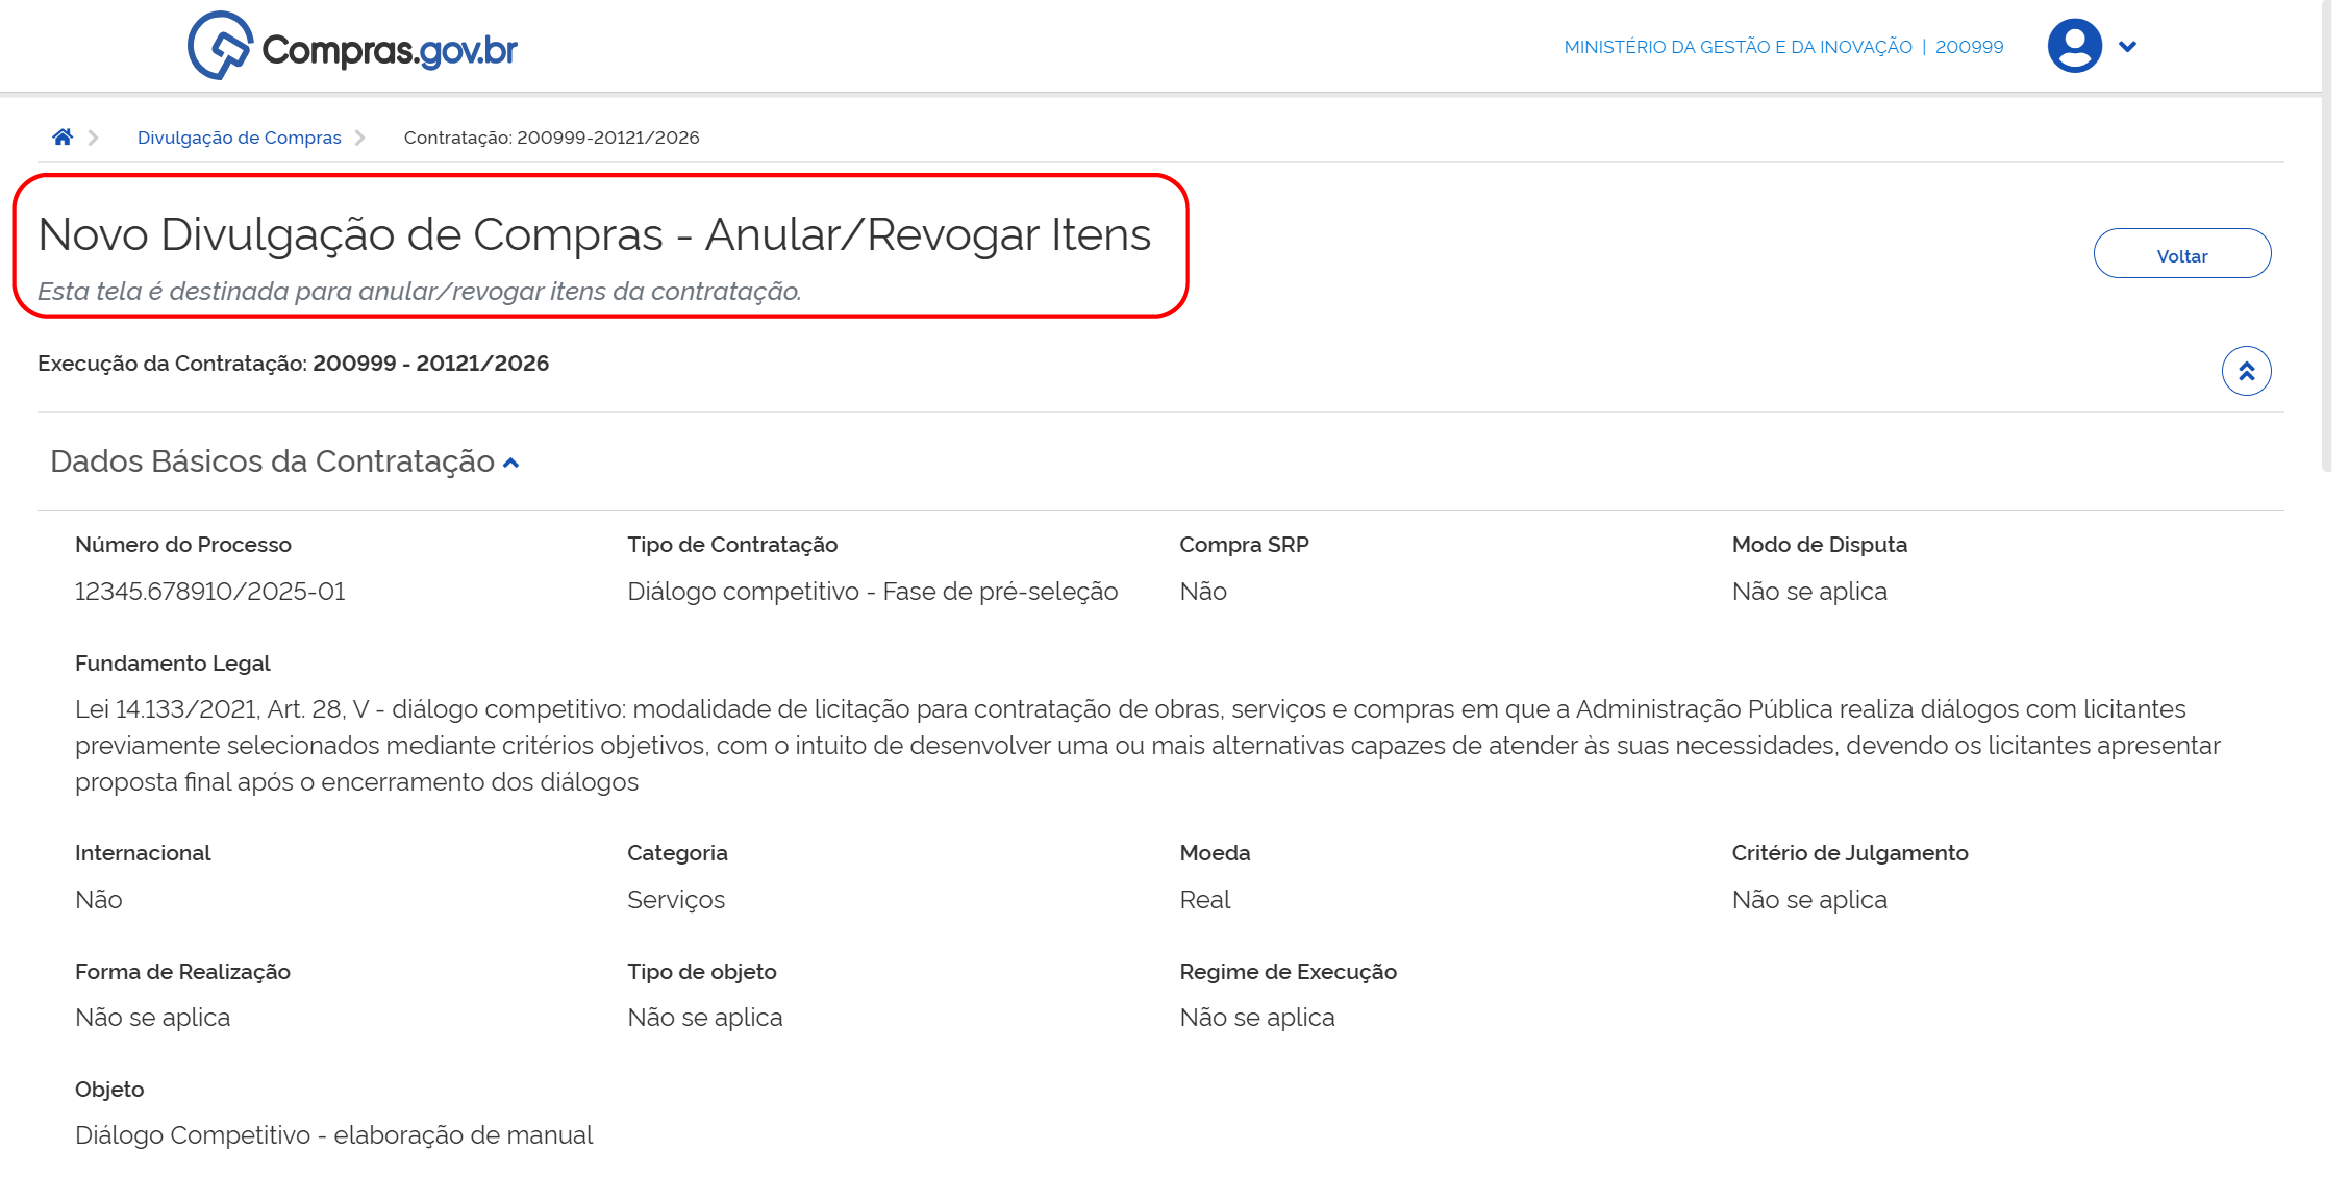 Compras.gov.br
MINISTÉRIO DA GESTÃO E DA INOVAÇÃO | 200999
Divulgação de Compras
Contratação: 200999-20121/2026
Novo Divulgação de Compras - Anular/Revogar Itens
Voltar
Esta tela é destinada para anular/revogar itens da contratação.
Execução da Contratação: 200999 - 20121/2026
Dados Básicos da Contratação
Número do Processo
Tipo de Contratação
Compra SRP
Modo de Disputa
12345.678910/2025-01
Diálogo competitivo - Fase de pré-seleção
Não
Não se aplica
Fundamento Legal
Lei 14.133/2021, Art. 28, V - diálogo competitivo: modalidade de licitação para contratação de obras, serviços e compras em que a Administração Pública realiza diálogos com licitantes
previamente selecionados mediante critérios objetivos, com o intuito de desenvolver uma ou mais alternativas capazes de atender às suas necessidades, devendo os licitantes apresentar
proposta final após o encerramento dos diálogos
Internacional
Categoria
Moeda
Critério de Julgamento
Não
Serviços
Real
Não se aplica
Forma de Realização
Tipo de objeto
Regime de Execução
Não se aplica
Não se aplica
Não se aplica
Objeto
Diálogo Competitivo - elaboração de manual